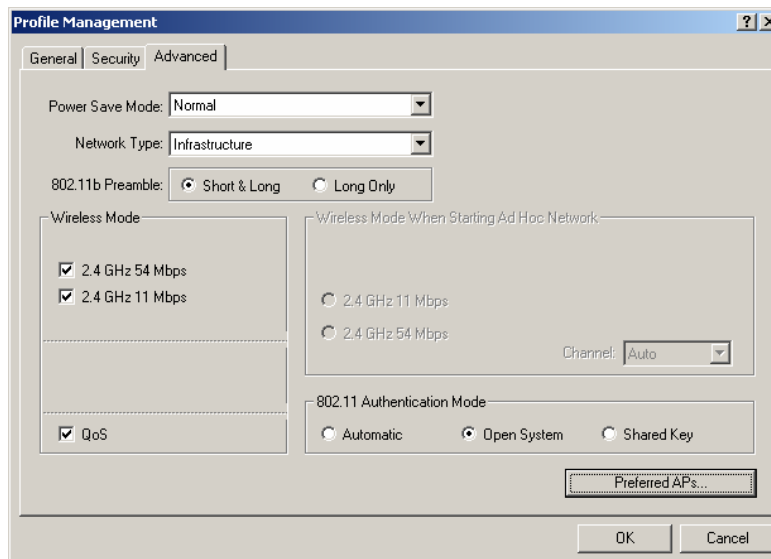 Profile Management
General Security Advanced
Power Save Mode: Normal
Network Type: Infrastructure
802.11b Preamble: Short & Long Long Only
Wireless Mode
2.4 GHz 54 Mbps
2.4 GHz 11 Mbps
QoS
Wireless Mode When Starting Ad Hoc Network
2.4 GHz 11 Mbps
2.4 GHz 54 Mbps
Channel: Auto
802.11 Authentication Mode
Automatic Open System Shared Key
Preferred APs...
OK Cancel